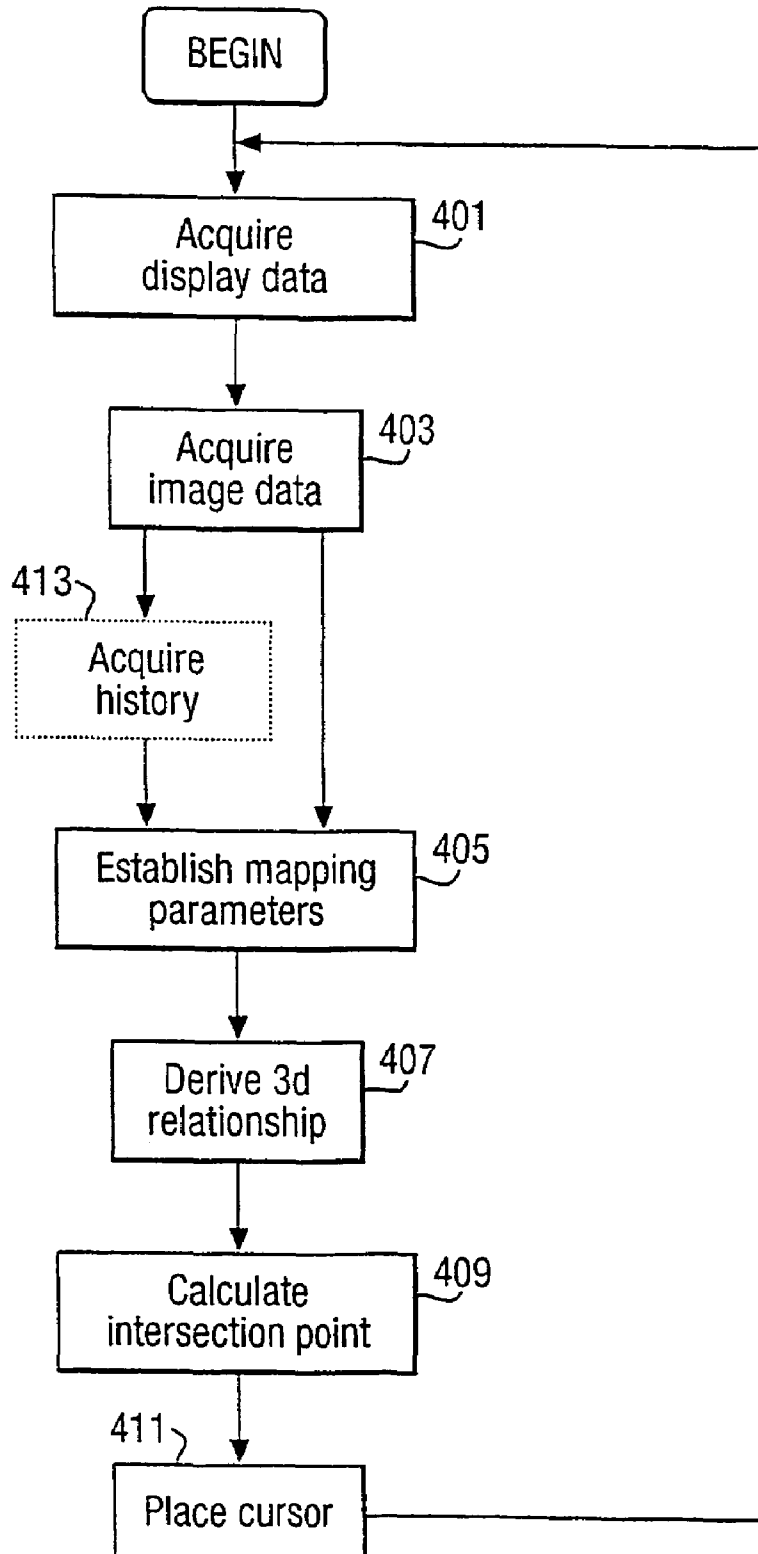 BEGIN
Acquire
display data
401
Acquire
image data
403
413
Acquire
history
Establish mapping
parameters
405
Derive 3d
relationship
407
Calculate
intersection point
409
411
Place cursor